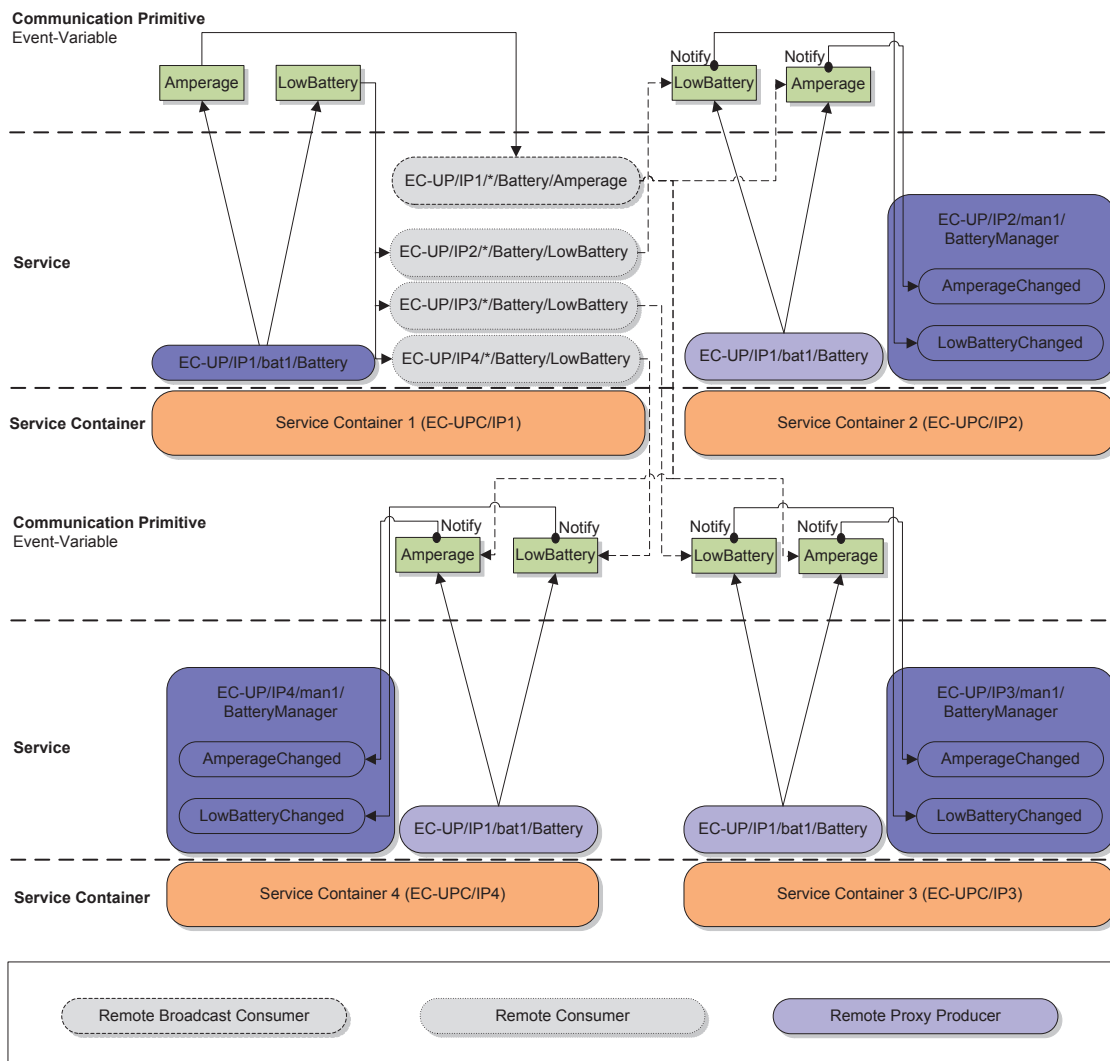 Communication Primitive
Event-Variable
Amperage
LowBattery
Notify
LowBattery
Notify
Amperage
Service
EC-UP/IP1/*/Battery/Amperage
EC-UP/IP2/*/Battery/LowBattery
EC-UP/IP3/*/Battery/LowBattery
EC-UP/IP4/*/Battery/LowBattery
EC-UP/IP1/bat1/Battery
EC-UP/IP1/bat1/Battery
EC-UP/IP2/man1/
BatteryManager
AmperageChanged
LowBatteryChanged
Service Container
Service Container 1 (EC-UPC/IP1)
Service Container 2 (EC-UPC/IP2)
Communication Primitive
Event-Variable
Notify
Amperage
Notify
LowBattery
Notify
LowBattery
Notify
Amperage
Service
EC-UP/IP4/man1/
BatteryManager
AmperageChanged
LowBatteryChanged
EC-UP/IP1/bat1/Battery
EC-UP/IP1/bat1/Battery
EC-UP/IP3/man1/
BatteryManager
AmperageChanged
LowBatteryChanged
Service Container
Service Container 4 (EC-UPC/IP4)
Service Container 3 (EC-UPC/IP3)
Remote Broadcast Consumer
Remote Consumer
Remote Proxy Producer